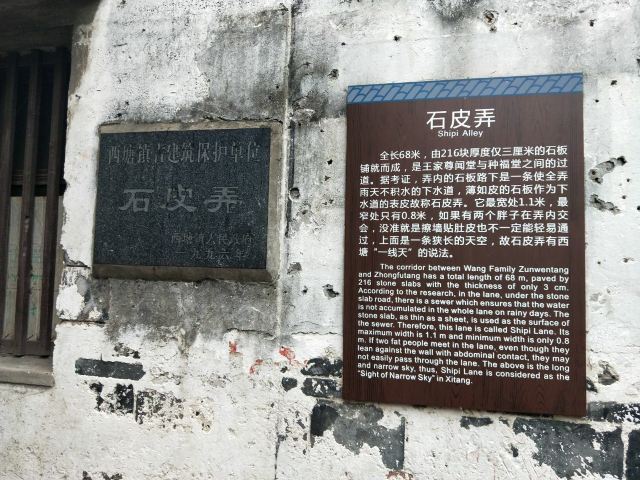 西塘镇古建筑保护单位
石皮弄
西塘镇人民政府
石皮弄
Shipi Alley
全长68米，由216块厚度仅三厘米的石板
铺就而成，是王家尊闻堂与种福堂之间的过
道。据考证，弄内的石板路下是一条使全弄
雨天不积水的下水道，薄如皮的石板作为下
水道的表皮故称石皮弄。它最宽处1.1米，最
窄处只有0.8米，如果有两个胖子在弄内交
会，没准就是擦墙贴肚皮也不一定能轻易通
过，上面是一条狭长的天空，故石皮弄有西
塘“一线天”的说法。
The corridor between Wang Family Zunwentang
and Zhongfutang has a total length of 68 m, paved by
216 stone slabs with the thickness of only 3 cm.
According to the research, in the lane, under the stone
slab road, there is a sewer which ensures that the water
is not accumulated in the whole lane on rainy days. The
stone slab, as thin as a sheet, is used as the surface of
the sewer. Therefore, this lane is called Shipi Lane. Its
maximum width is 1.1 m and minimum width is only 0.8
m. If two fat people meet in the lane, even though they
lean against the wall with abdominal contact, they may
not easily pass through the lane. The above is the long
and narrow sky, thus, Shipi Lane is considered as the
"Sight of Narrow Sky" in Xitang.